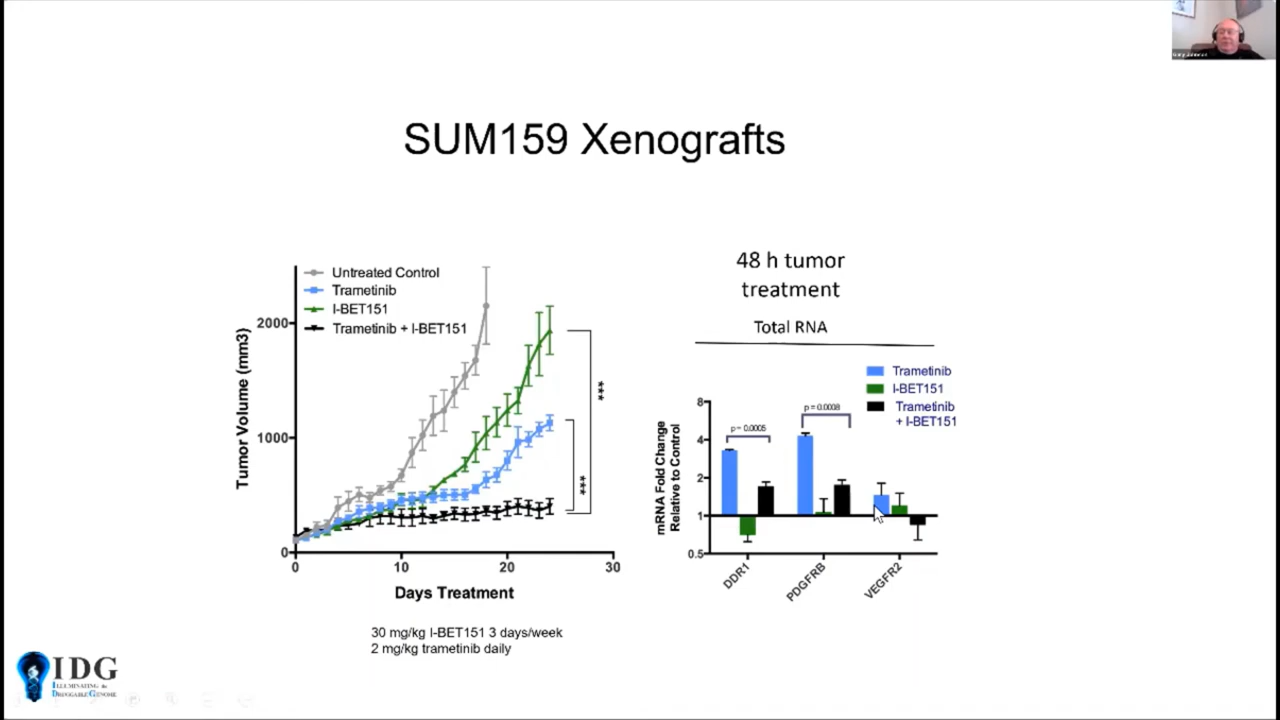 SUM159 Xenografts
Untreated Control
Trametinib
I-BET151
Trametinib + I-BET151
Tumor Volume (mm3)
2000
1000
0
0
10
20
30
Days Treatment
***
***
30 mg/kg I-BET151 3 days/week
2 mg/kg trametinib daily
48 h tumor
treatment
Total RNA
Trametinib
I-BET151
Trametinib
+ I-BET151
p = 0.0005
p = 0.0008
mRNA Fold Change
Relative to Control
8
4
2
1
0.5
DDR1
PDGFRB
VEGFR2
IDG
ILLUMINATING the
DRUGGABLE GENOME